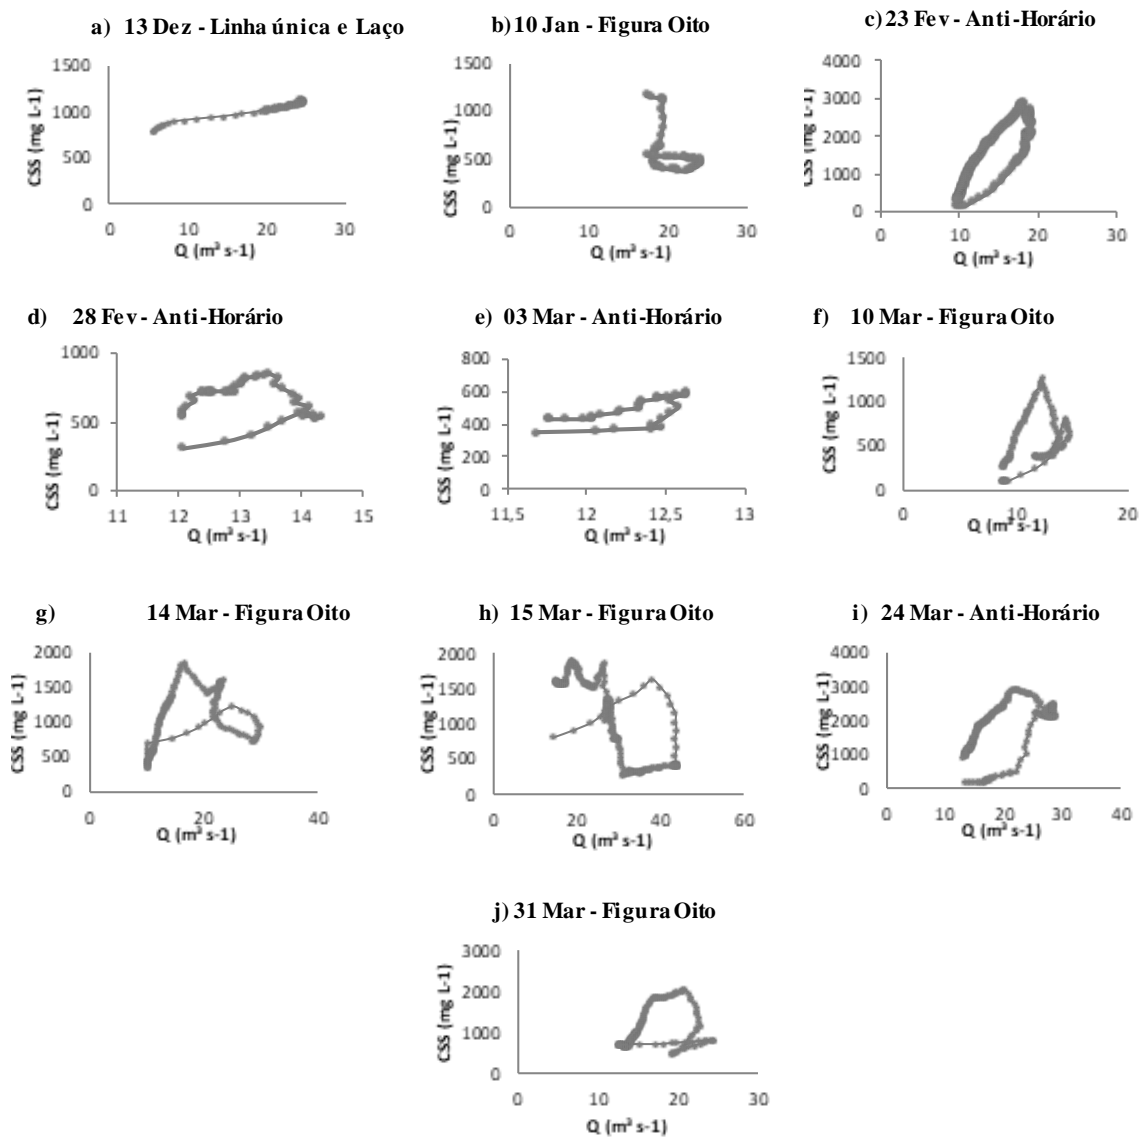 a) 13 Dez - Linha única e Laço
CSS (mg L-1)
1500
1000
500
0
0 10 20 30
Q (m³ s-1)
b) 10 Jan - Figura Oito
CSS (mg L-1)
1500
1000
500
0
0 10 20 30
Q (m³ s-1)
c) 23 Fev - Anti-Horário
CSS (mg L-1)
4000
3000
2000
1000
0
0 10 20 30
Q (m³ s-1)
d) 28 Fev - Anti-Horário
CSS (mg L-1)
1000
500
0
11 12 13 14 15
Q (m³ s-1)
e) 03 Mar - Anti-Horário
CSS (mg L-1)
800
600
400
200
0
11,5 12 12,5 13
Q (m³ s-1)
f) 10 Mar - Figura Oito
CSS (mg L-1)
1500
1000
500
0
0 10 20
Q (m³ s-1)
g) 14 Mar - Figura Oito
CSS (mg L-1)
2000
1500
1000
500
0
0 20 40
Q (m³ s-1)
h) 15 Mar - Figura Oito
CSS (mg L-1)
2000
1500
1000
500
0
0 20 40 60
Q (m³ s-1)
i) 24 Mar - Anti-Horário
CSS (mg L-1)
4000
3000
2000
1000
0
0 10 20 30 40
Q (m³ s-1)
j) 31 Mar - Figura Oito
CSS (mg L-1)
3000
2000
1000
0
0 10 20 30
Q (m³ s-1)